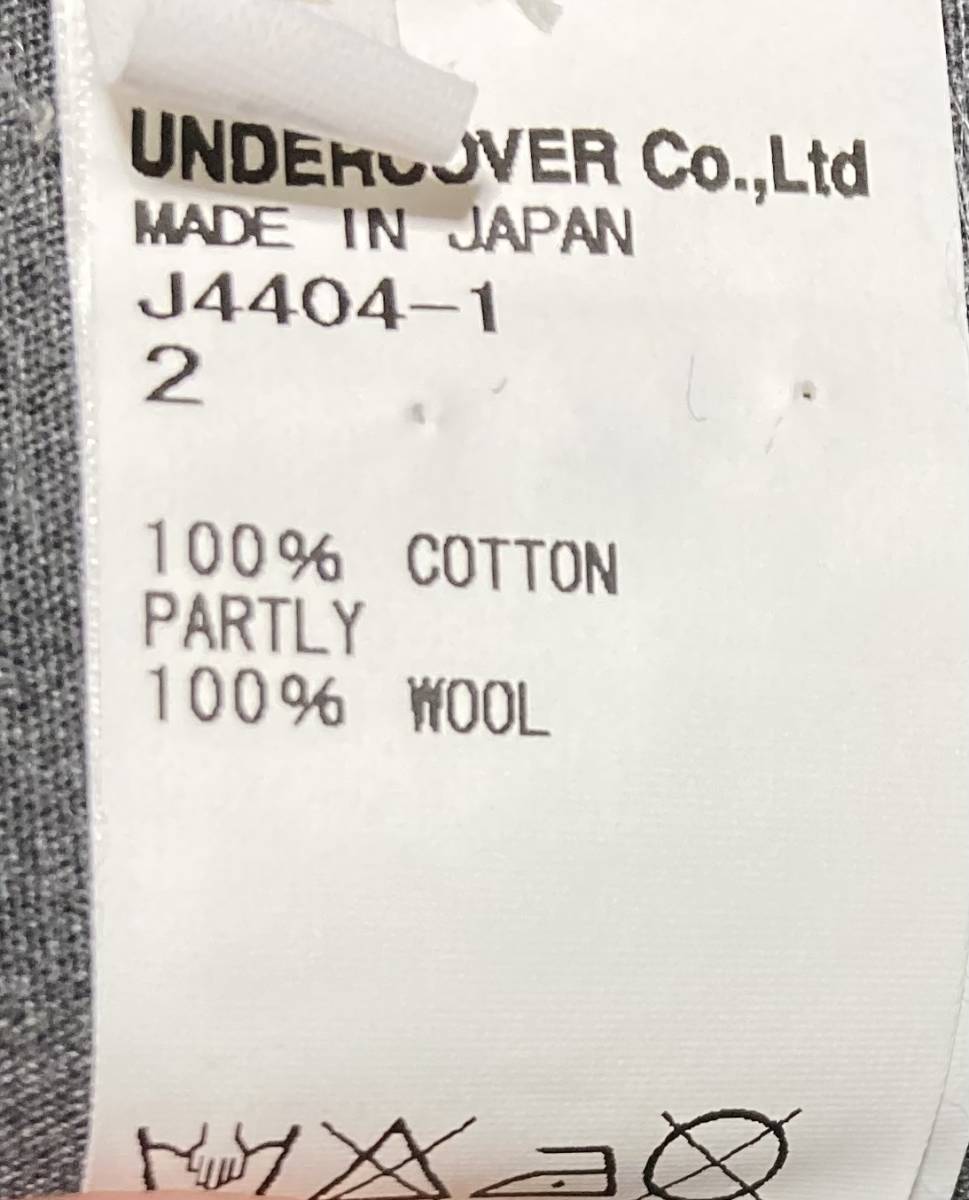 UNDERCOVER Co.,Ltd
MADE IN JAPAN
J4404-1
2
100% COTTON
PARTLY
100% WOOL